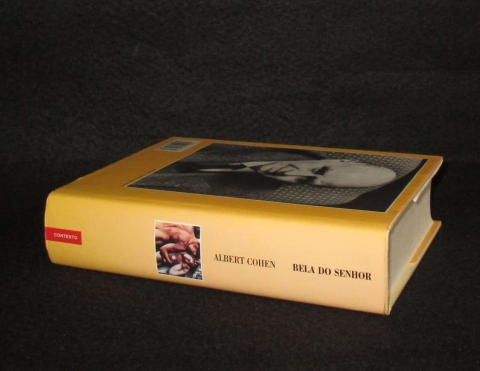 CONTEXTO
ALBERT COHEN
BELA DO SENHOR